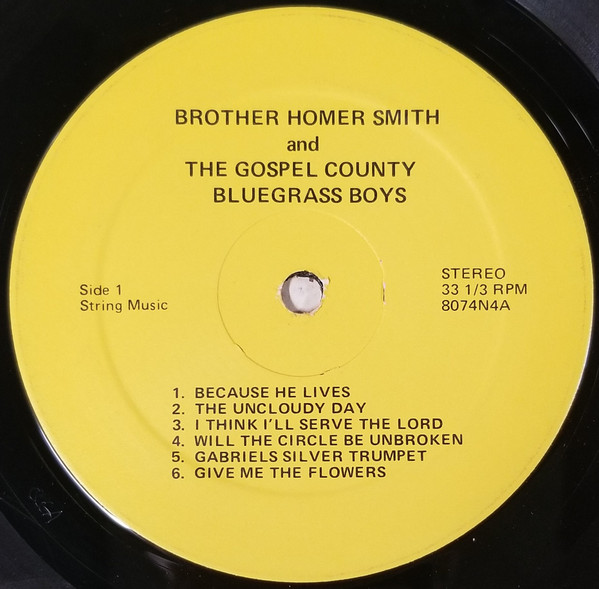 BROTHER HOMER SMITH
and
THE GOSPEL COUNTY
BLUEGRASS BOYS
Side 1
String Music
STEREO
33 1/3 RPM
8074N4A
1. BECAUSE HE LIVES
2. THE UNCLOUDY DAY
3. I THINK I'LL SERVE THE LORD
4. WILL THE CIRCLE BE UNBROKEN
5. GABRIELS SILVER TRUMPET
6. GIVE ME THE FLOWERS